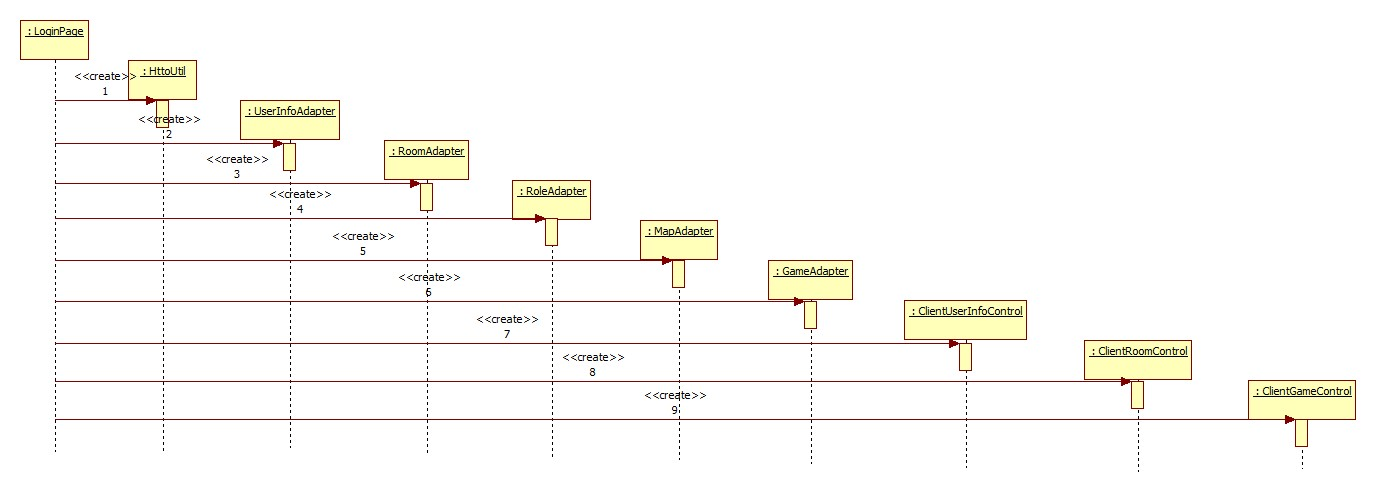 : LoginPage
: HttoUtil
<<create>>
1
: UserInfoAdapter
<<create>>
2
: RoomAdapter
<<create>>
3
: RoleAdapter
<<create>>
4
: MapAdapter
<<create>>
5
: GameAdapter
<<create>>
6
: ClientUserInfoControl
<<create>>
7
: ClientRoomControl
<<create>>
8
: ClientGameControl
<<create>>
9